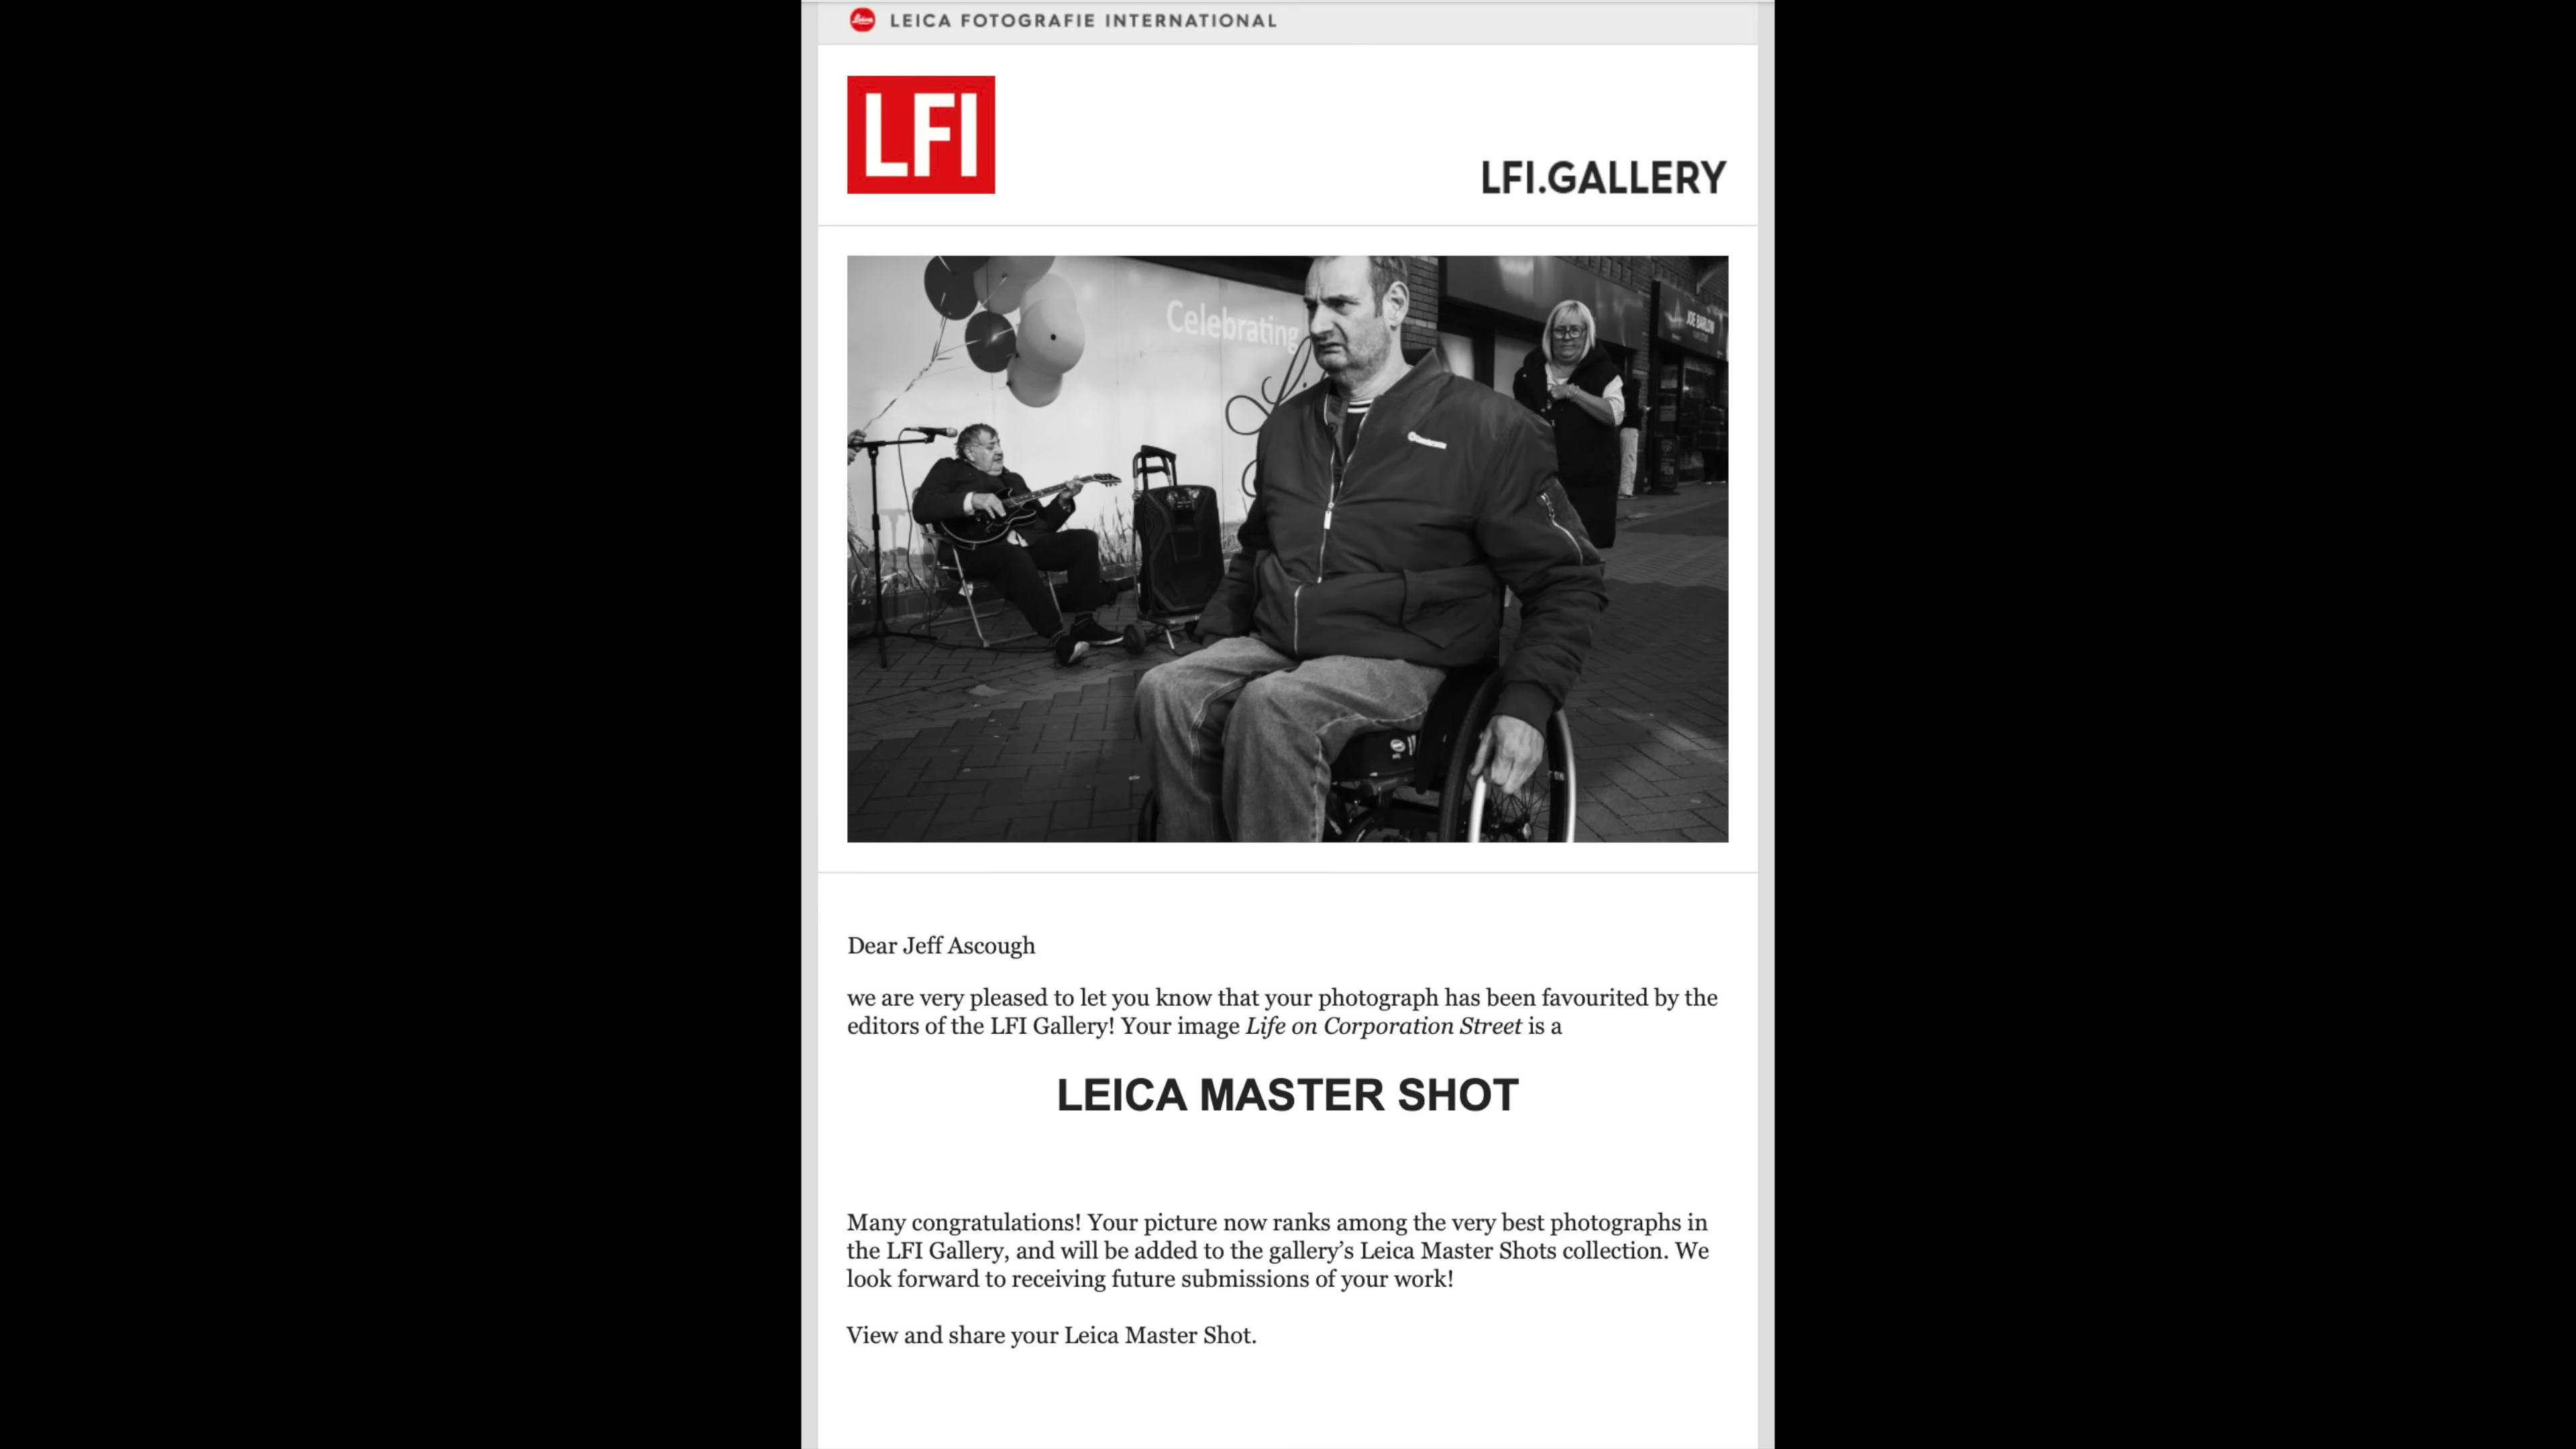 Leica LEICA FOTOGRAFIE INTERNATIONAL
LFI
LFI.GALLERY
Celebrating
JOE BARLOW
Dear Jeff Ascough
we are very pleased to let you know that your photograph has been favourited by the
editors of the LFI Gallery! Your image Life on Corporation Street is a
LEICA MASTER SHOT
Many congratulations! Your picture now ranks among the very best photographs in
the LFI Gallery, and will be added to the gallery’s Leica Master Shots collection. We
look forward to receiving future submissions of your work!
View and share your Leica Master Shot.